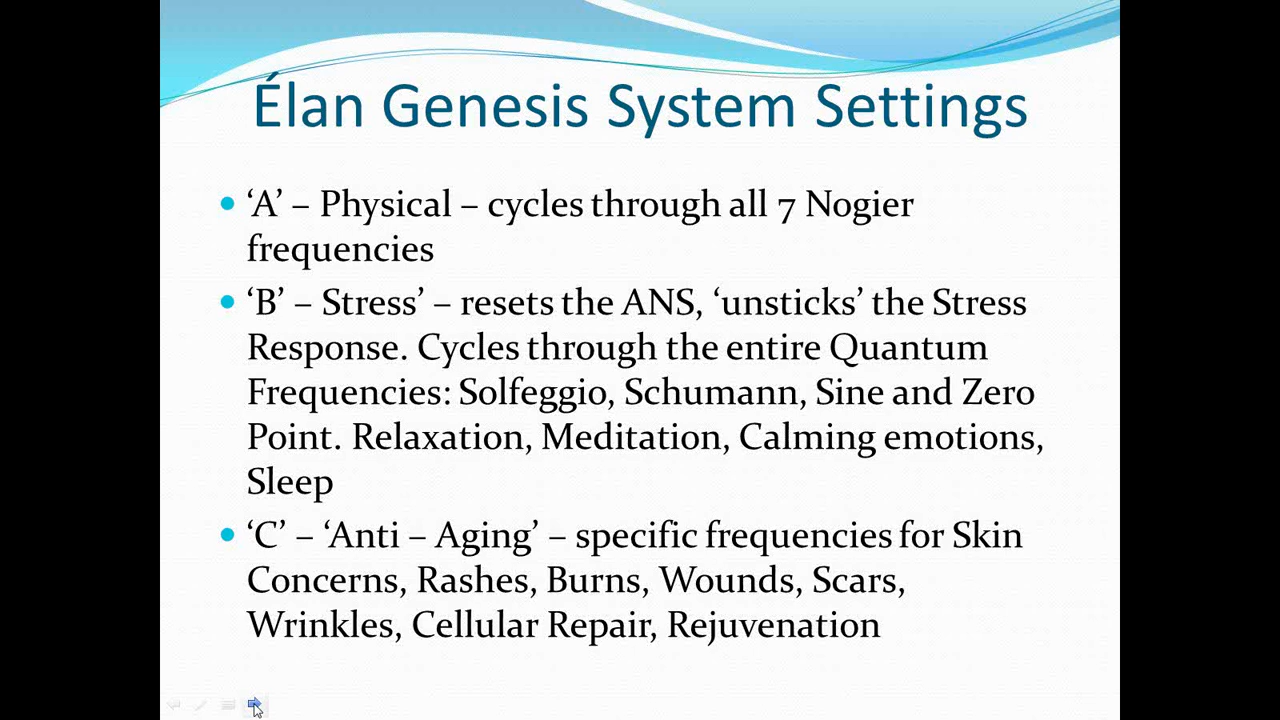 Élan Genesis System Settings
• ‘A’ – Physical – cycles through all 7 Nogier
frequencies
• ‘B’ – Stress’ – resets the ANS, ‘unsticks’ the Stress
Response. Cycles through the entire Quantum
Frequencies: Solfeggio, Schumann, Sine and Zero
Point. Relaxation, Meditation, Calming emotions,
Sleep
• ‘C’ – ‘Anti – Aging’ – specific frequencies for Skin
Concerns, Rashes, Burns, Wounds, Scars,
Wrinkles, Cellular Repair, Rejuvenation